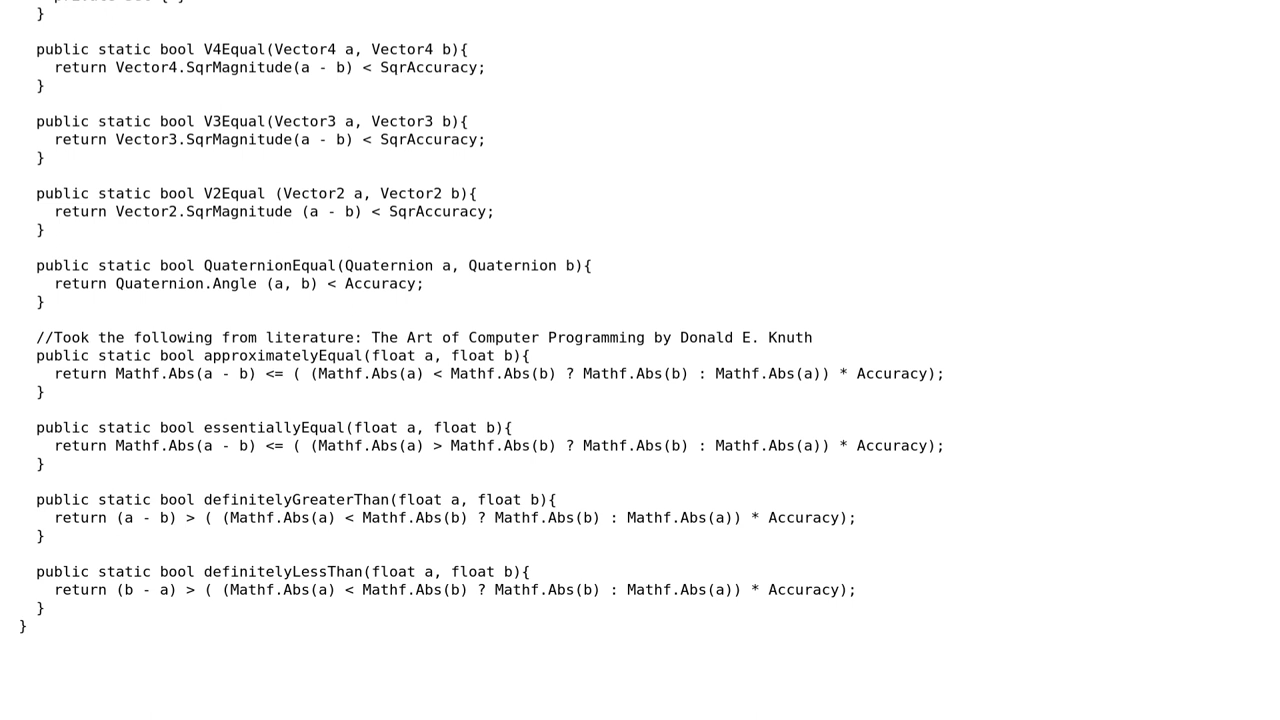 }
public static bool V4Equal(Vector4 a, Vector4 b){
return Vector4.SqrMagnitude(a - b) < SqrAccuracy;
}
public static bool V3Equal(Vector3 a, Vector3 b){
return Vector3.SqrMagnitude(a - b) < SqrAccuracy;
}
public static bool V2Equal (Vector2 a, Vector2 b){
return Vector2.SqrMagnitude (a - b) < SqrAccuracy;
}
public static bool QuaternionEqual(Quaternion a, Quaternion b){
return Quaternion.Angle (a, b) < Accuracy;
}
//Took the following from literature: The Art of Computer Programming by Donald E. Knuth
public static bool approximatelyEqual(float a, float b){
return Mathf.Abs(a - b) <= ( (Mathf.Abs(a) < Mathf.Abs(b) ? Mathf.Abs(b) : Mathf.Abs(a)) * Accuracy);
}
public static bool essentiallyEqual(float a, float b){
return Mathf.Abs(a - b) <= ( (Mathf.Abs(a) > Mathf.Abs(b) ? Mathf.Abs(b) : Mathf.Abs(a)) * Accuracy);
}
public static bool definitelyGreaterThan(float a, float b){
return (a - b) > ( (Mathf.Abs(a) < Mathf.Abs(b) ? Mathf.Abs(b) : Mathf.Abs(a)) * Accuracy);
}
public static bool definitelyLessThan(float a, float b){
return (b - a) > ( (Mathf.Abs(a) < Mathf.Abs(b) ? Mathf.Abs(b) : Mathf.Abs(a)) * Accuracy);
}
}